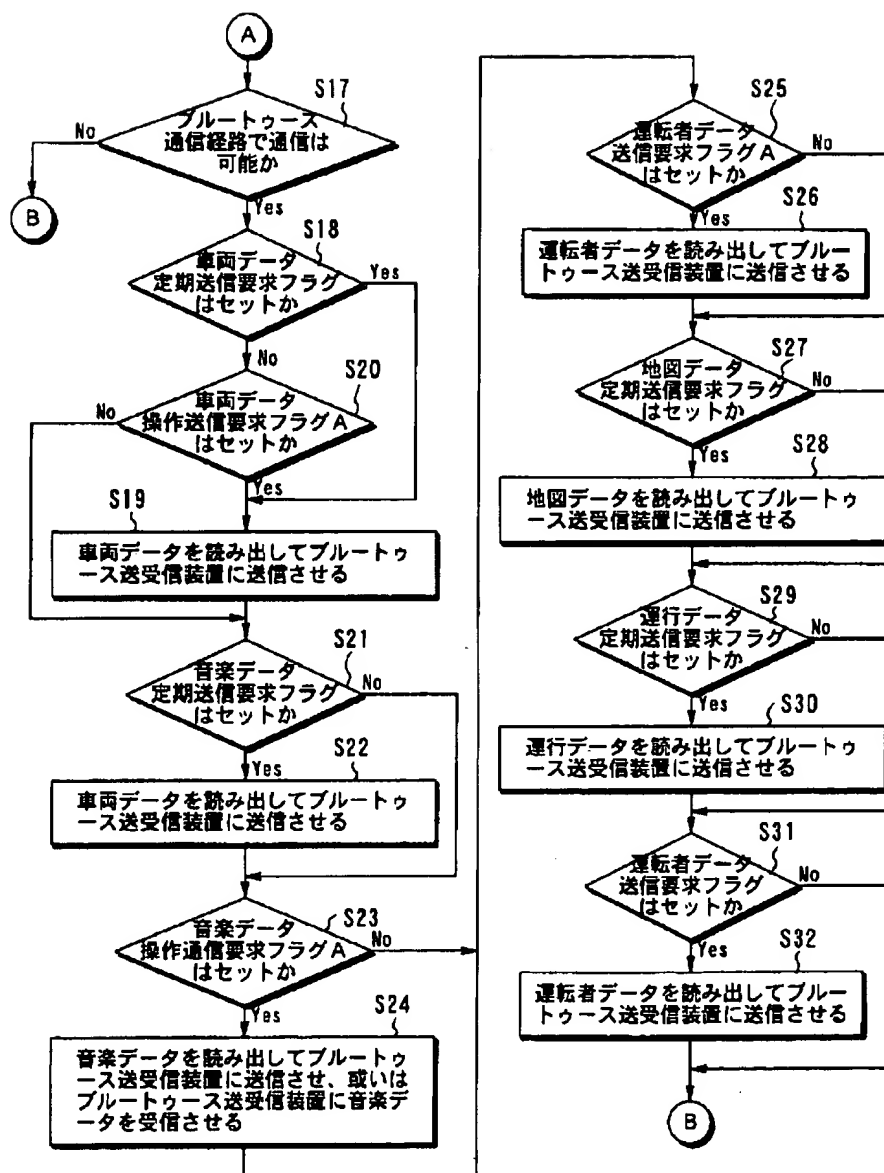 A
S17
ブルートゥース
通信経路で通信は
可能か
No
B
Yes
S18
車両データ
定期送信要求フラグ
はセットか
Yes
No
S20
車両データ
操作送信要求フラグA
はセットか
No
Yes
S19
車両データを読み出してブルートゥ
ース送受信装置に送信させる
S21
音楽データ
定期送信要求フラグ
はセットか
No
Yes
S22
車両データを読み出してブルートゥ
ース送受信装置に送信させる
S23
音楽データ
操作通信要求フラグA
はセットか
No
Yes
S24
音楽データを読み出してブルートゥ
ース送受信装置に送信させ、或いは
ブルートゥース送受信装置に音楽デ
ータを受信させる
S25
運転者データ
送信要求フラグA
はセットか
No
Yes
S26
運転者データを読み出してブルー
トゥース送受信装置に送信させる
S27
地図データ
定期送信要求フラグ
はセットか
No
Yes
S28
地図データを読み出してブルートゥ
ース送受信装置に送信させる
S29
運行データ
定期送信要求フラグ
はセットか
No
Yes
S30
運行データを読み出してブルートゥ
ース送受信装置に送信させる
S31
運転者データ
送信要求フラグ
はセットか
No
Yes
S32
運転者データを読み出してブルー
トゥース送受信装置に送信させる
B